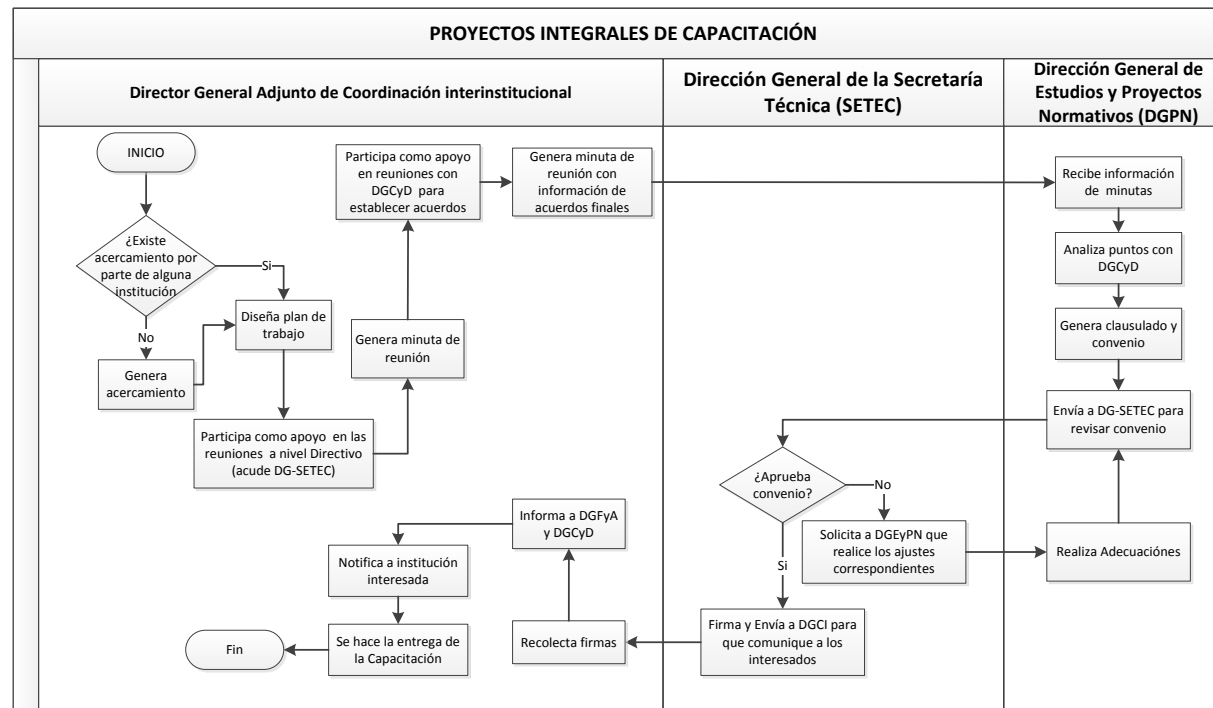 PROYECTOS INTEGRALES DE CAPACITACIÓN
Director General Adjunto de Coordinación interinstitucional
Dirección General de la Secretaría
Técnica (SETEC)
Dirección General de
Estudios y Proyectos
Normativos (DGPN)
INICIO
¿Existe
acercamiento por
parte de alguna
institución
Si
No
Genera
acercamiento
Diseña plan de
trabajo
Participa como apoyo en las
reuniones a nivel Directivo
(acude DG-SETEC)
Genera minuta de
reunión
Participa como apoyo
en reuniones con
DGCyD para
establecer acuerdos
Genera minuta de
reunión con
información de
acuerdos finales
Recibe información
de minutas
Analiza puntos con
DGCyD
Genera clausulado y
convenio
Envía a DG-SETEC para
revisar convenio
¿Aprueba
convenio?
No
Solicita a DGEyPN que
realice los ajustes
correspondientes
Realiza Adecuaciónes
Si
Firma y Envía a DGCI para
que comunique a los
interesados
Recolecta firmas
Informa a DGFyA
y DGCyD
Notifica a institución
interesada
Se hace la entrega de
la Capacitación
Fin